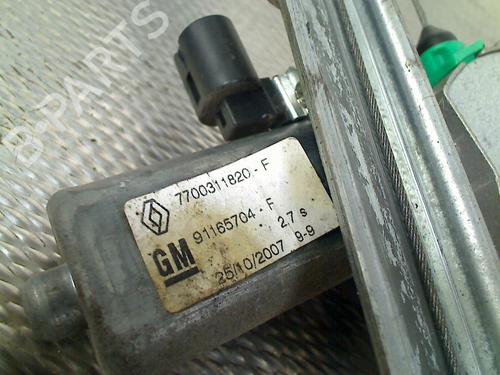 B-PARTS
7700311820-F
GM
91165704-F
2.7 s
25/10/2007 9-9